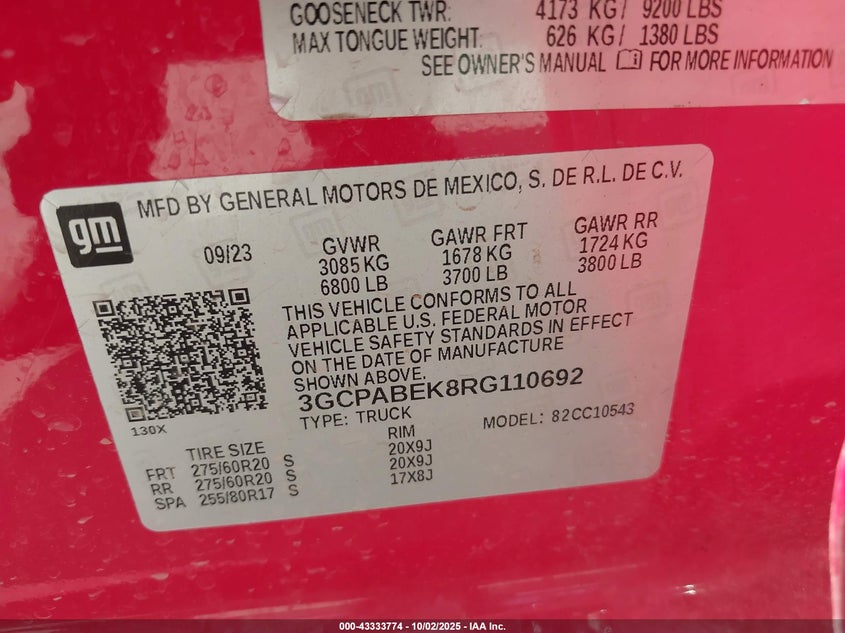 GOOSENECK TWR: 4173 KG/ 9200 LBS
MAX TONGUE WEIGHT: 626 KG/ 1380 LBS
SEE OWNER'S MANUAL FOR MORE INFORMATION
gm
MFD BY GENERAL MOTORS DE MEXICO, S. DE R.L. DE C.V.
09/23 GVWR GAWR FRT GAWR RR
3085 KG 1678 KG 1724 KG
6800 LB 3700 LB 3800 LB
THIS VEHICLE CONFORMS TO ALL
APPLICABLE U.S. FEDERAL MOTOR
VEHICLE SAFETY STANDARDS IN EFFECT
ON THE DATE OF MANUFACTURE
SHOWN ABOVE.
3GCPABEK8RG110692
130X
TYPE: TRUCK MODEL: 82CC10543
TIRE SIZE RIM
FRT 275/60R20 S 20X9J
RR 275/60R20 S 20X9J
SPA 255/80R17 S 17X8J
000-43333774 - 10/02/2025 - IAA Inc.